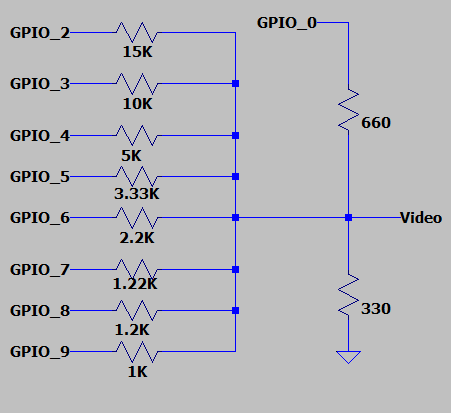 GPIO_2
15K
GPIO_3
10K
GPIO_4
5K
GPIO_5
3.33K
GPIO_6
2.2K
GPIO_7
1.22K
GPIO_8
1.2K
GPIO_9
1K
GPIO_0
660
Video
330